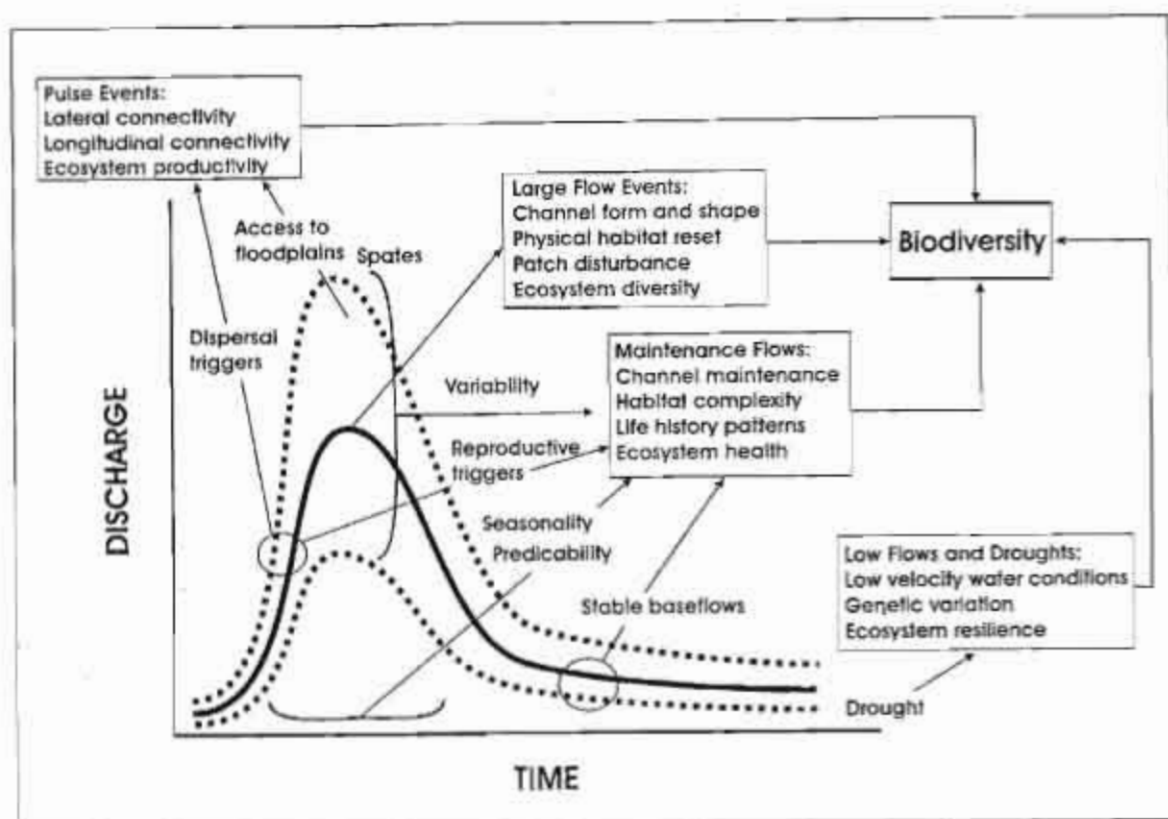 Pulse Events:
Lateral connectivity
Longitudinal connectivity
Ecosystem productivity
Large Flow Events:
Channel form and shape
Physical habitat reset
Patch disturbance
Ecosystem diversity
Biodiversity
Access to
floodplains
Spates
Dispersal
triggers
Variability
Maintenance Flows:
Channel maintenance
Habitat complexity
Life history patterns
Ecosystem health
Reproductive
triggers
Seasonality
Predicability
Stable baseflows
Low Flows and Droughts:
Low velocity water conditions
Genetic variation
Ecosystem resilience
Drought
DISCHARGE
TIME